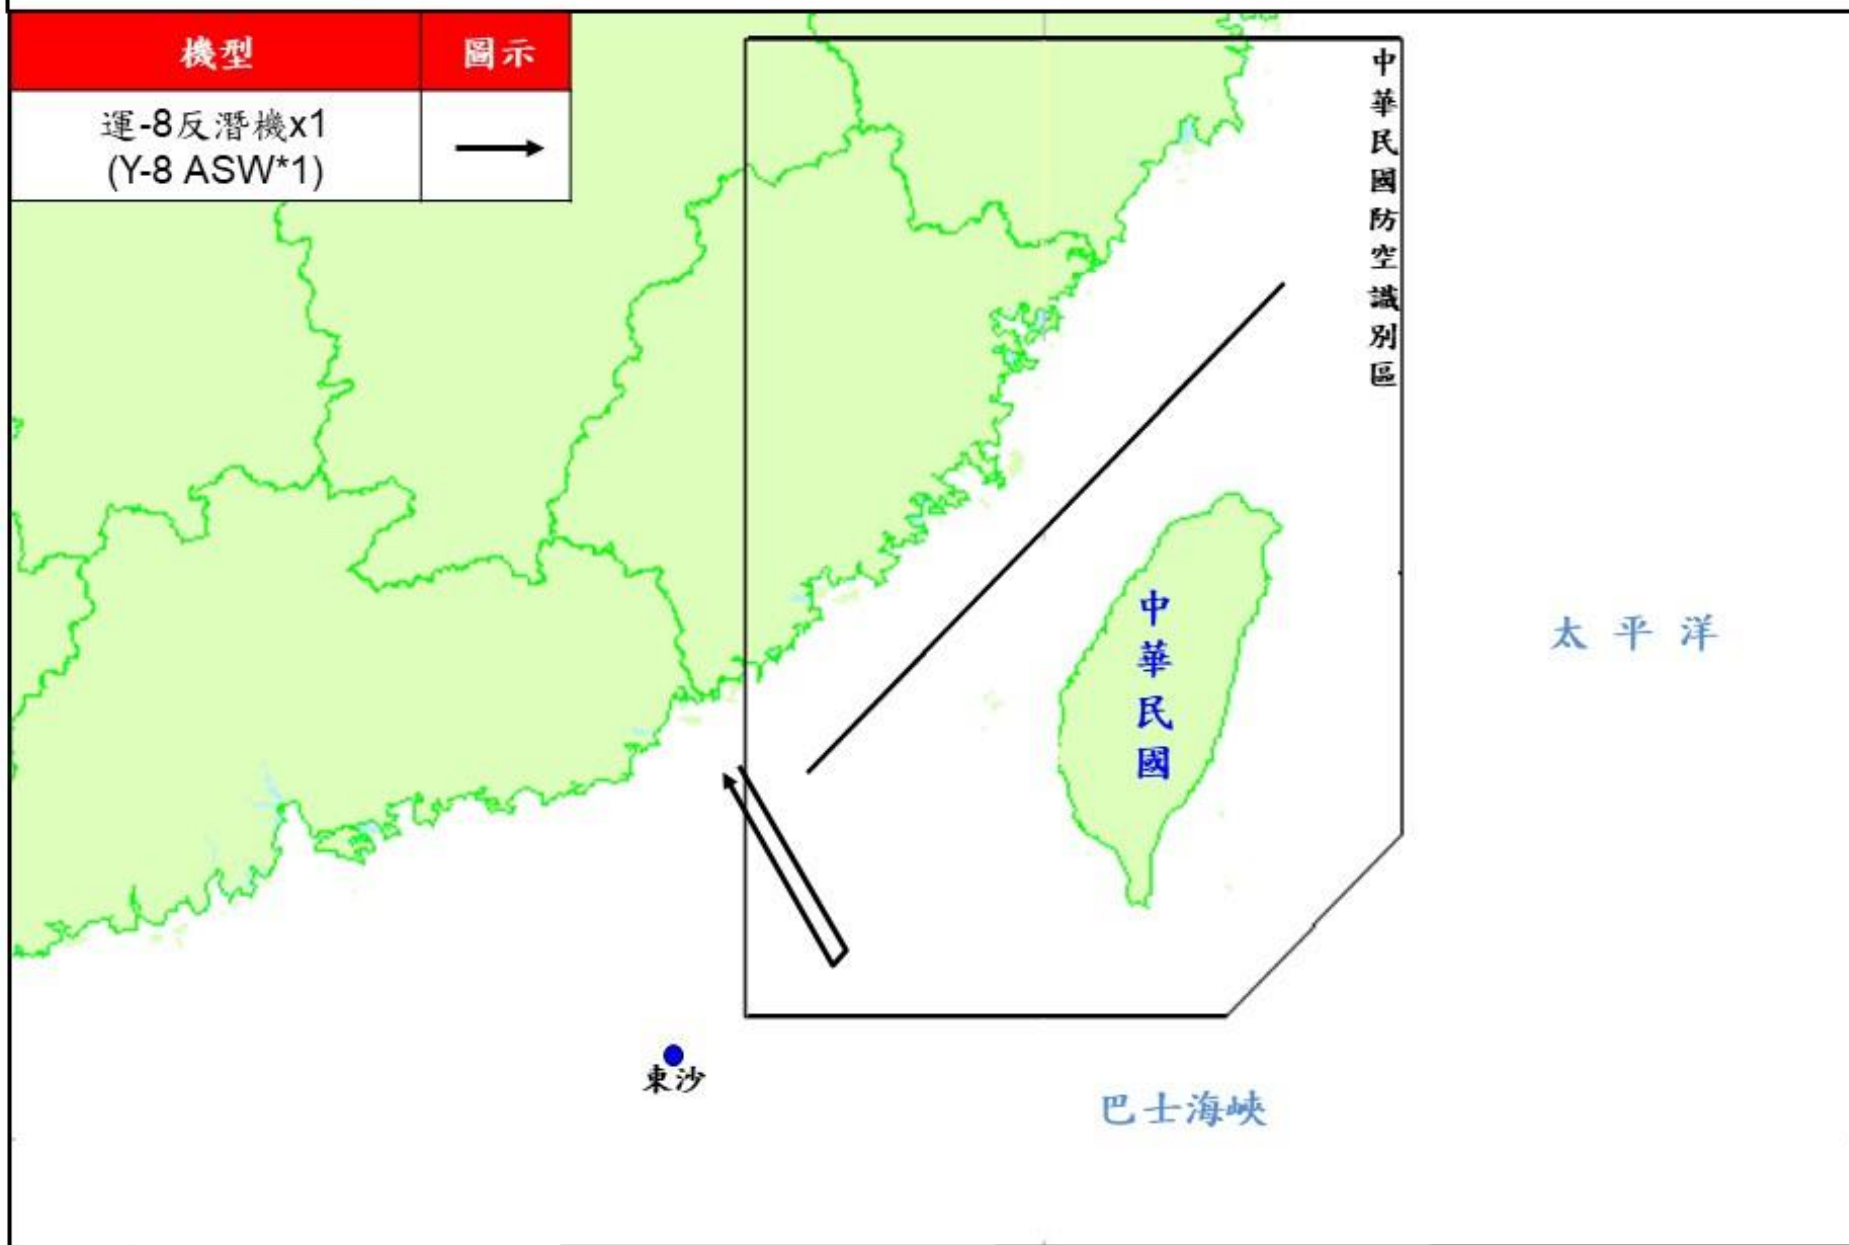 機型 圖示
運-8反潛機x1
(Y-8 ASW*1)
中華民國防空識別區
中華民國
太平洋
東沙
巴士海峽